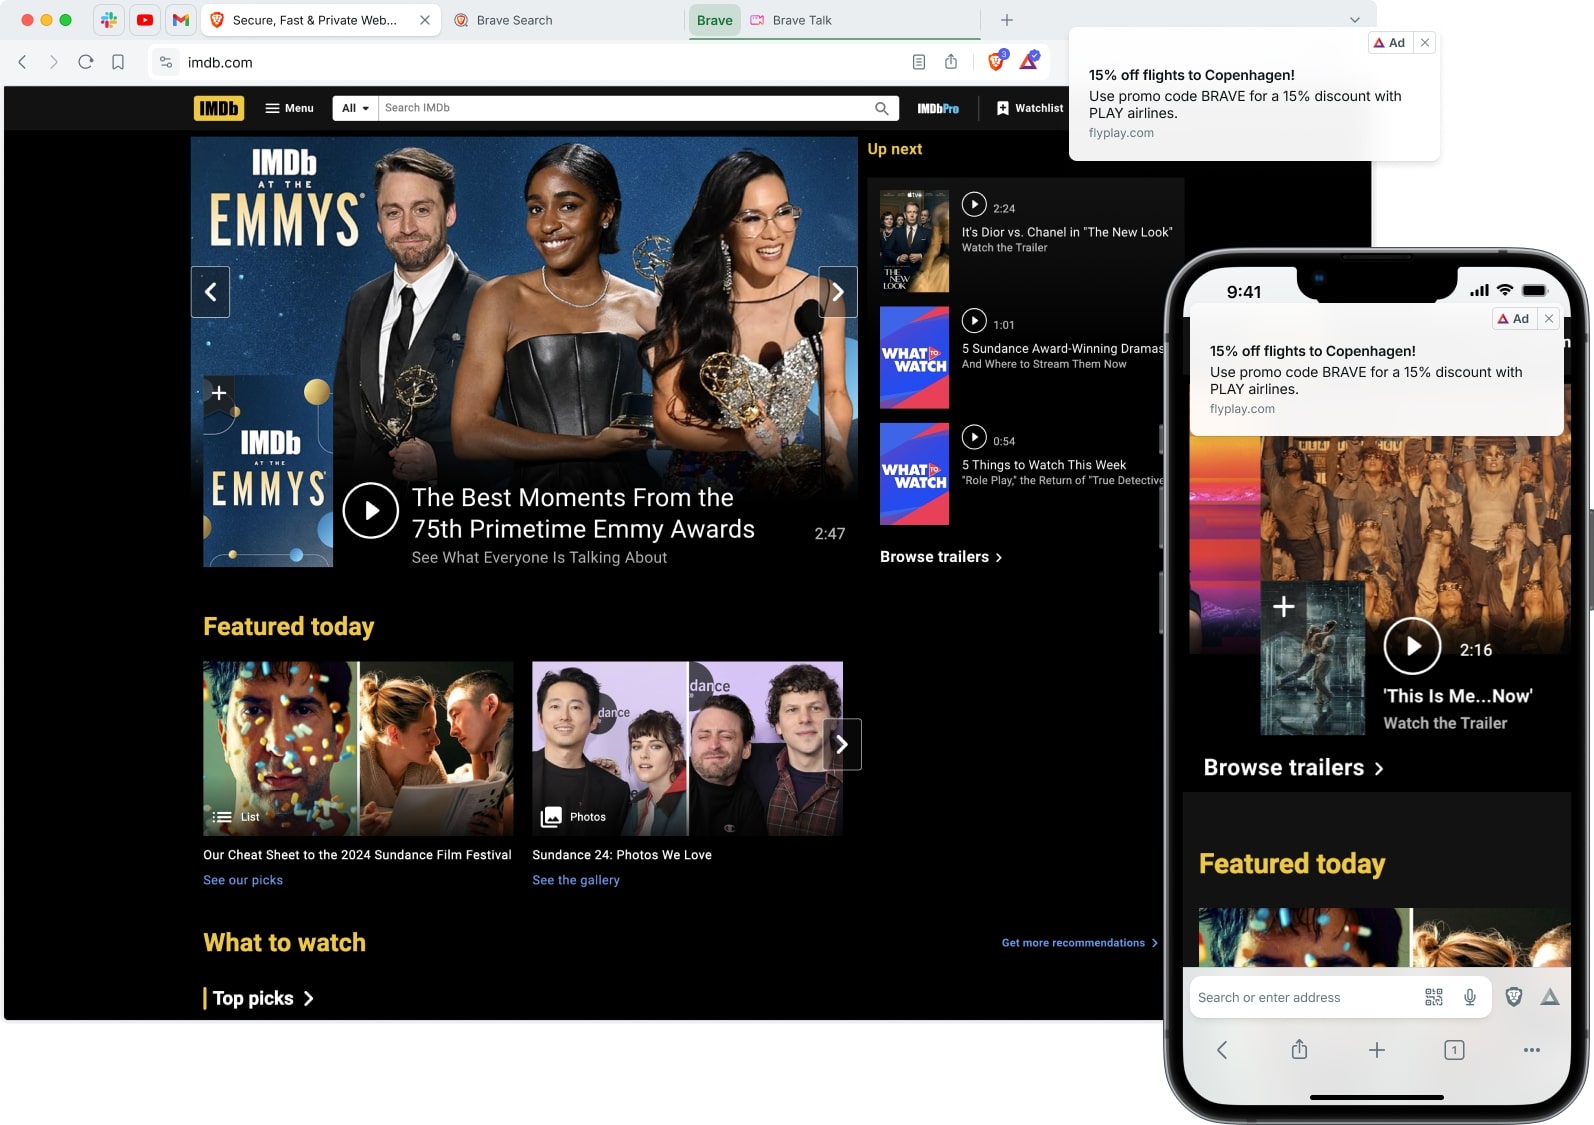 Secure, Fast & Private Web...
Brave Search
Brave
Brave Talk
imdb.com
3
Ad
15% off flights to Copenhagen!
Use promo code BRAVE for a 15% discount with
PLAY airlines.
flyplay.com
IMDb
Menu
All
Search IMDb
IMDbPro
Watchlist
IMDb
AT THE
EMMYS
IMDb
AT THE
EMMYS
The Best Moments From the
75th Primetime Emmy Awards
See What Everyone Is Talking About
2:47
Up next
tv+
THE
NEW
LOOK
2:24
It's Dior vs. Chanel in "The New Look"
Watch the Trailer
WHAT TO
WATCH
1:01
5 Sundance Award-Winning Dramas
And Where to Stream Them Now
WHAT TO
WATCH
0:54
5 Things to Watch This Week
"Role Play," the Return of "True Detective
Browse trailers
Featured today
List
Our Cheat Sheet to the 2024 Sundance Film Festival
See our picks
dance
dance
Photos
Sundance 24: Photos We Love
See the gallery
What to watch
Get more recommendations
Top picks
9:41
Ad
15% off flights to Copenhagen!
Use promo code BRAVE for a 15% discount with
PLAY airlines.
flyplay.com
2:16
'This Is Me...Now'
Watch the Trailer
Browse trailers
Featured today
Search or enter address
1